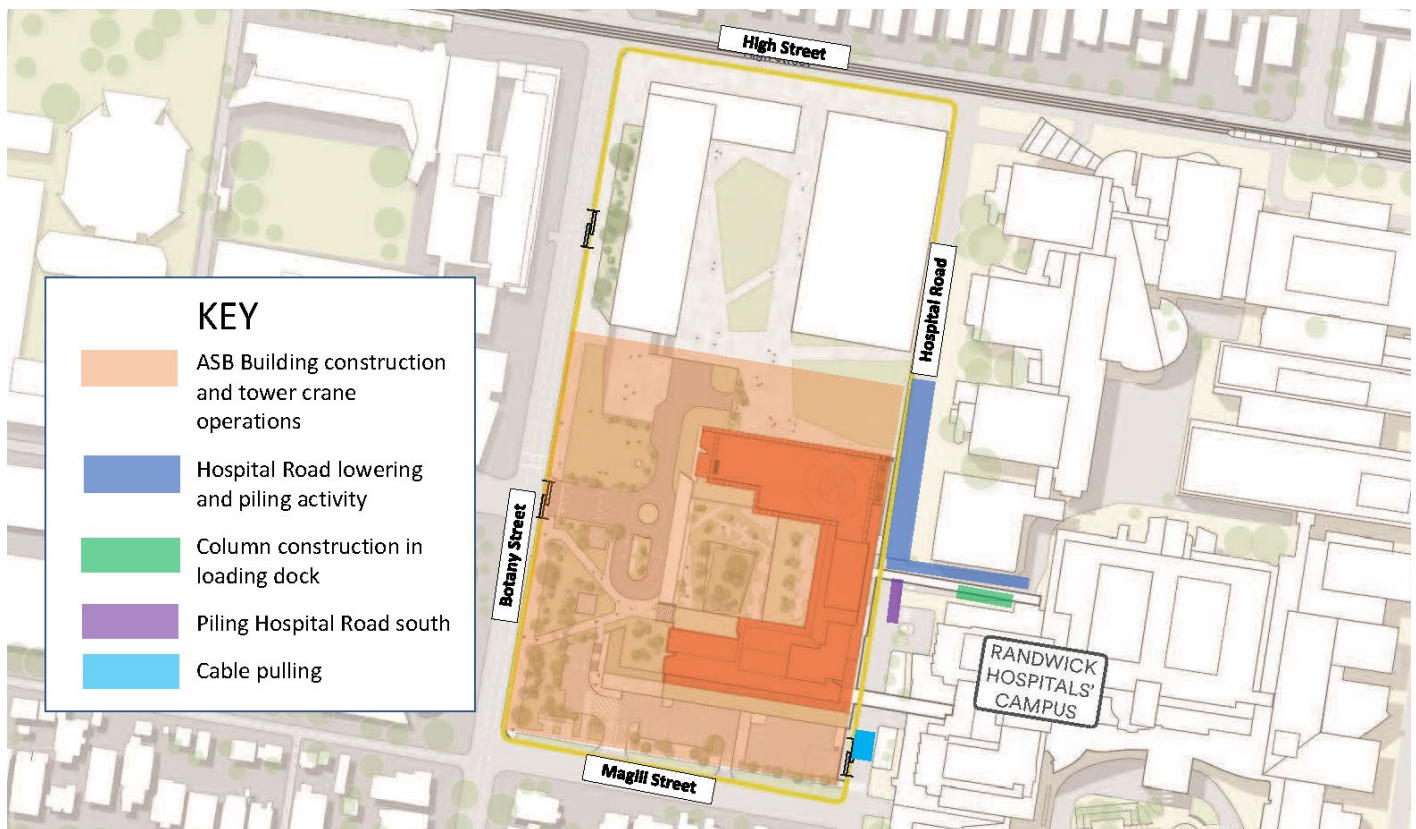 High Street
Hospital Road
KEY
ASB Building construction
and tower crane
operations
Hospital Road lowering
and piling activity
Column construction in
loading dock
Piling Hospital Road south
Cable pulling
Botany Street
RANDWICK
HOSPITALS'
CAMPUS
Magill Street